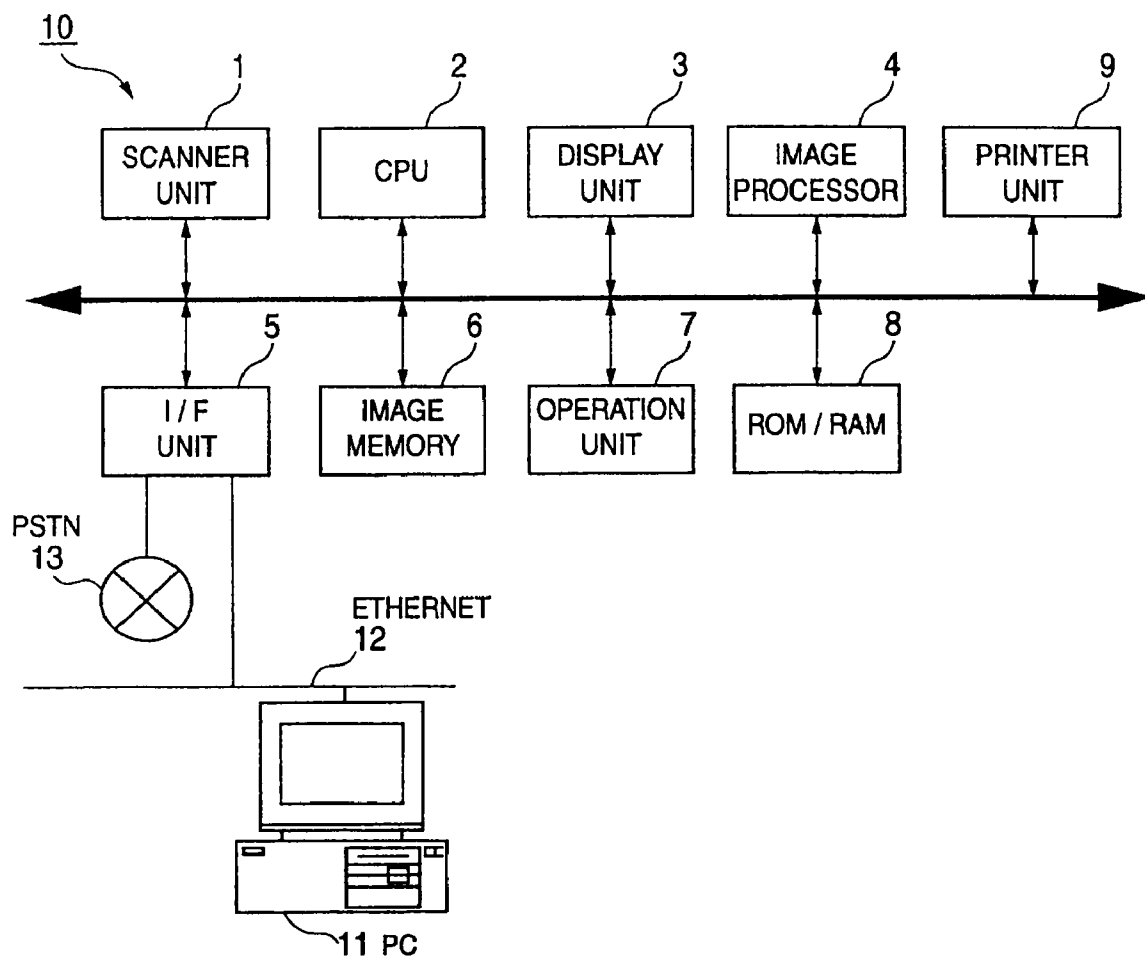 10
1
2
3
4
9
SCANNER
UNIT
CPU
DISPLAY
UNIT
IMAGE
PROCESSOR
PRINTER
UNIT
5
6
7
8
I / F
UNIT
IMAGE
MEMORY
OPERATION
UNIT
ROM / RAM
PSTN
13
ETHERNET
12
11 PC